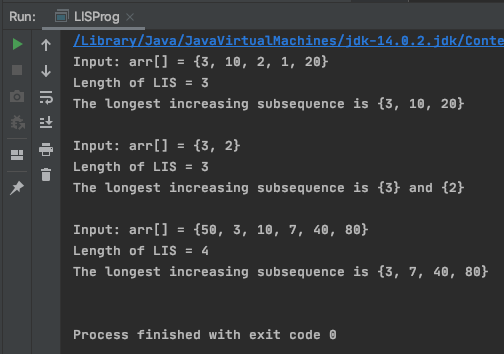 Run: LISProg
/Library/Java/JavaVirtualMachines/jdk-14.0.2.jdk/Conte
Input: arr[] = {3, 10, 2, 1, 20}
Length of LIS = 3
The longest increasing subsequence is {3, 10, 20}
Input: arr[] = {3, 2}
Length of LIS = 3
The longest increasing subsequence is {3} and {2}
Input: arr[] = {50, 3, 10, 7, 40, 80}
Length of LIS = 4
The longest increasing subsequence is {3, 7, 40, 80}
Process finished with exit code 0